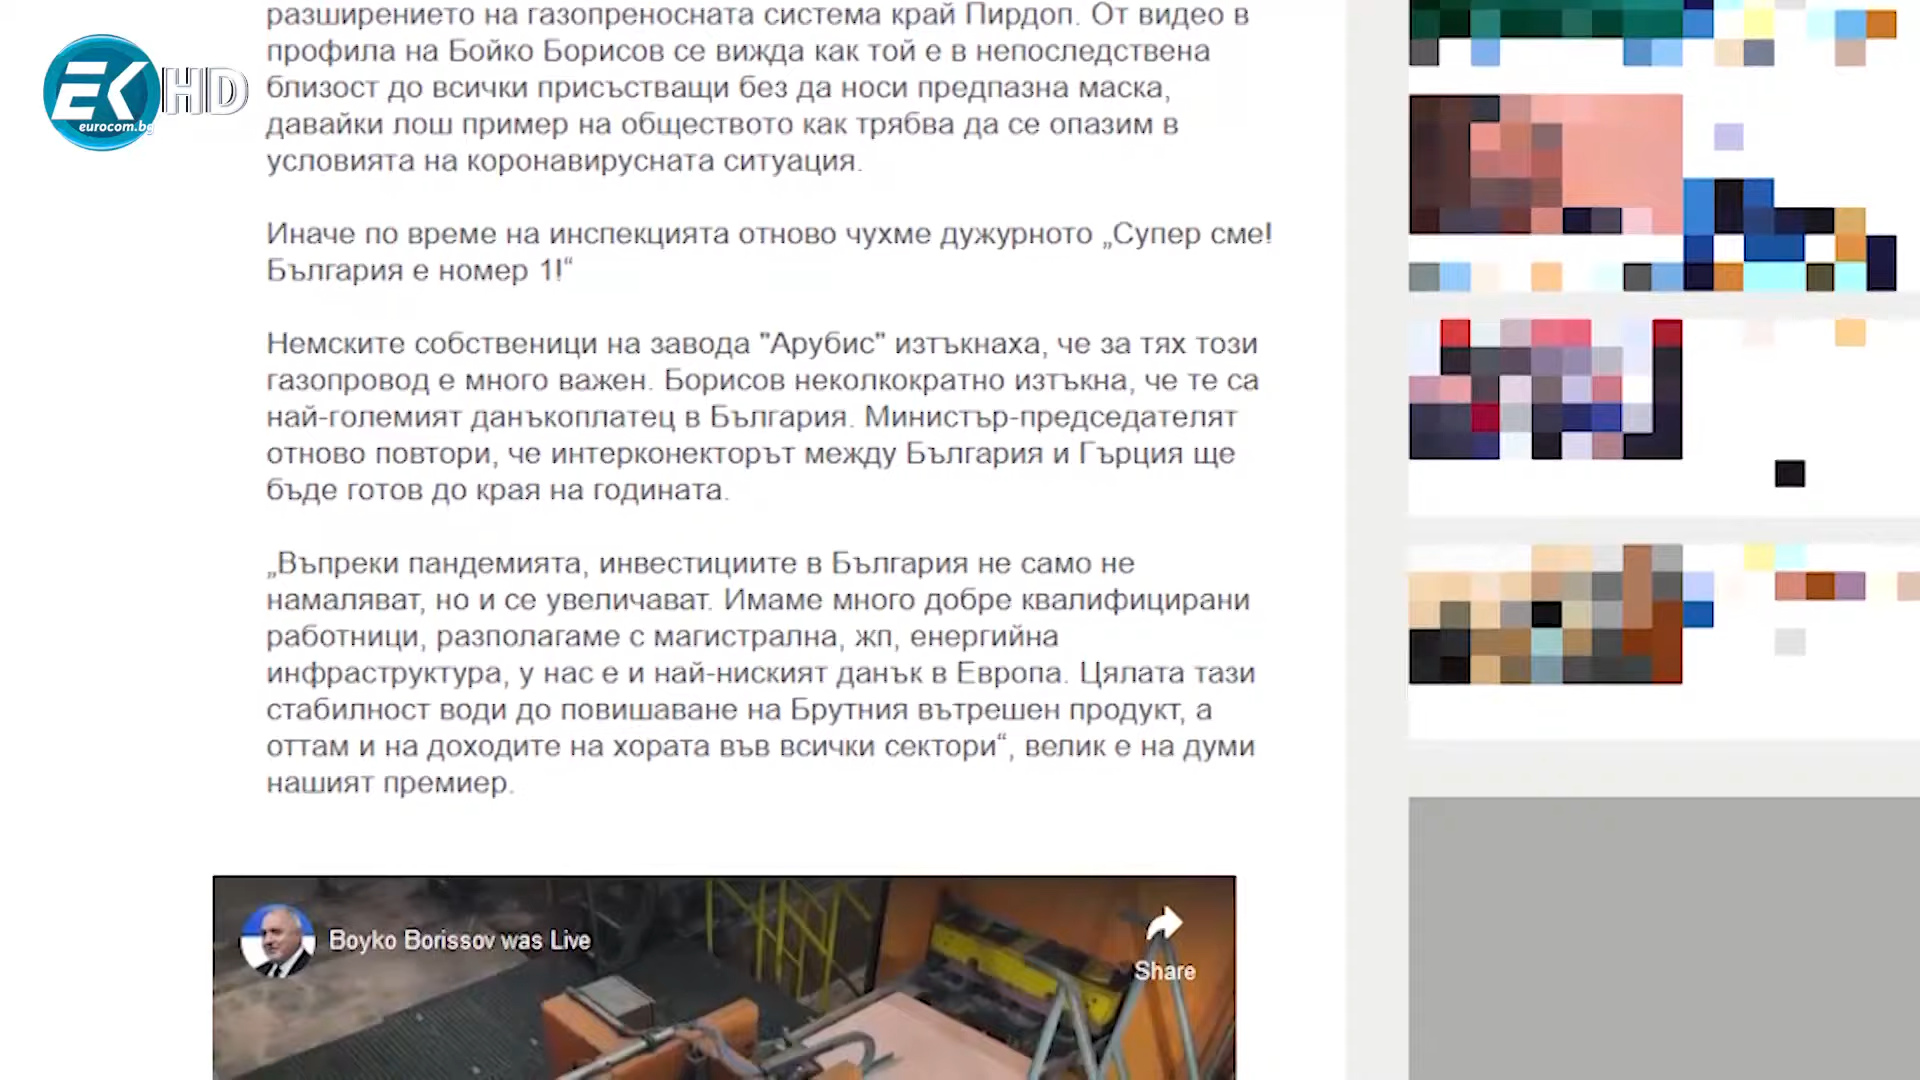 разширението на газопреносната система край Пирдоп. От видео в
профила на Бойко Борисов се вижда как той е в непоследствена
близост до всички присъстващи без да носи предпазна маска,
давайки лош пример на обществото как трябва да се опазим в
условията на коронавирусната ситуация.
EK HD
eurocom.bg
Иначе по време на инспекцията отново чухме дужурното „Супер сме!
България е номер 1!“
Немските собственици на завода "Арубис" изтъкнаха, че за тях този
газопровод е много важен. Борисов неколкократно изтъкна, че те са
най-големият данъкоплатец в България. Министър-председателят
отново повтори, че интерконекторът между България и Гърция ще
бъде готов до края на годината.
„Въпреки пандемията, инвестициите в България не само не
намаляват, но и се увеличават. Имаме много добре квалифицирани
работници, разполагаме с магистрална, жп, енергийна
инфраструктура, у нас е и най-ниският данък в Европа. Цялата тази
стабилност води до повишаване на Брутния вътрешен продукт, а
оттам и на доходите на хората във всички сектори“, велик е на думи
нашият премиер.
Boyko Borissov was Live
Share